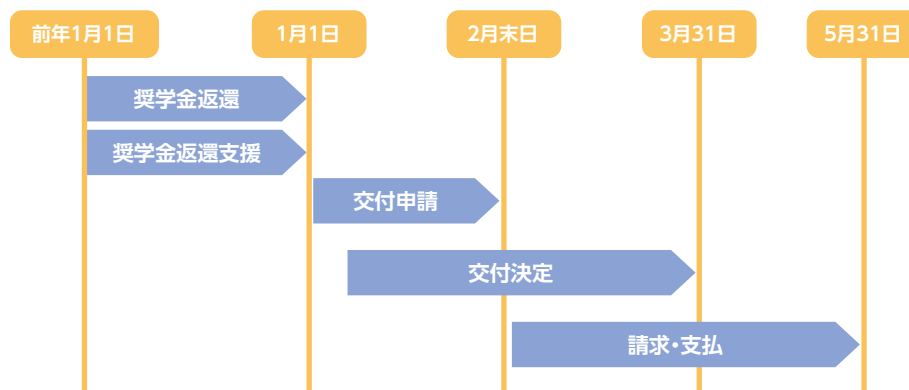 前年1月1日
1月1日
2月末日
3月31日
5月31日
奨学金返還
奨学金返還支援
交付申請
交付決定
請求・支払